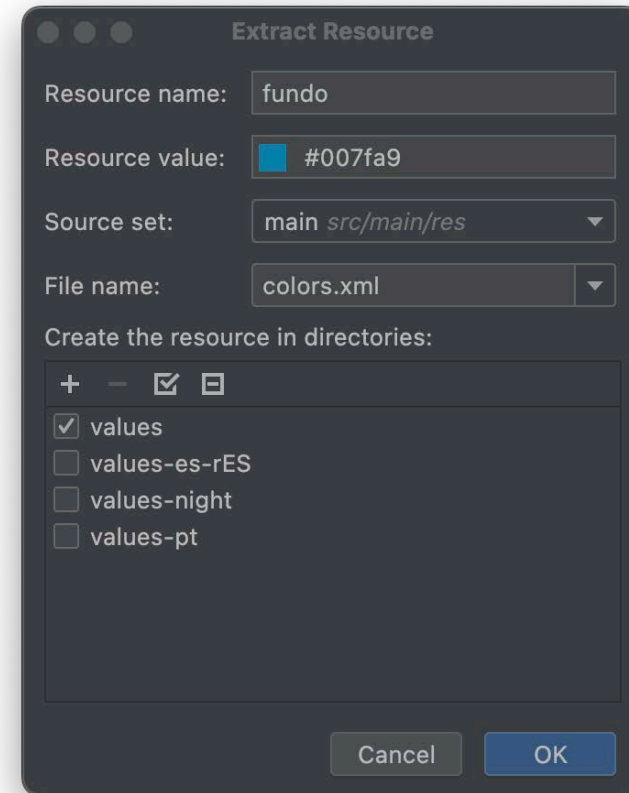 Extract Resource
Resource name: fundo
Resource value: #007fa9
Source set: main src/main/res
File name: colors.xml
Create the resource in directories:
values
values-es-rES
values-night
values-pt
Cancel OK